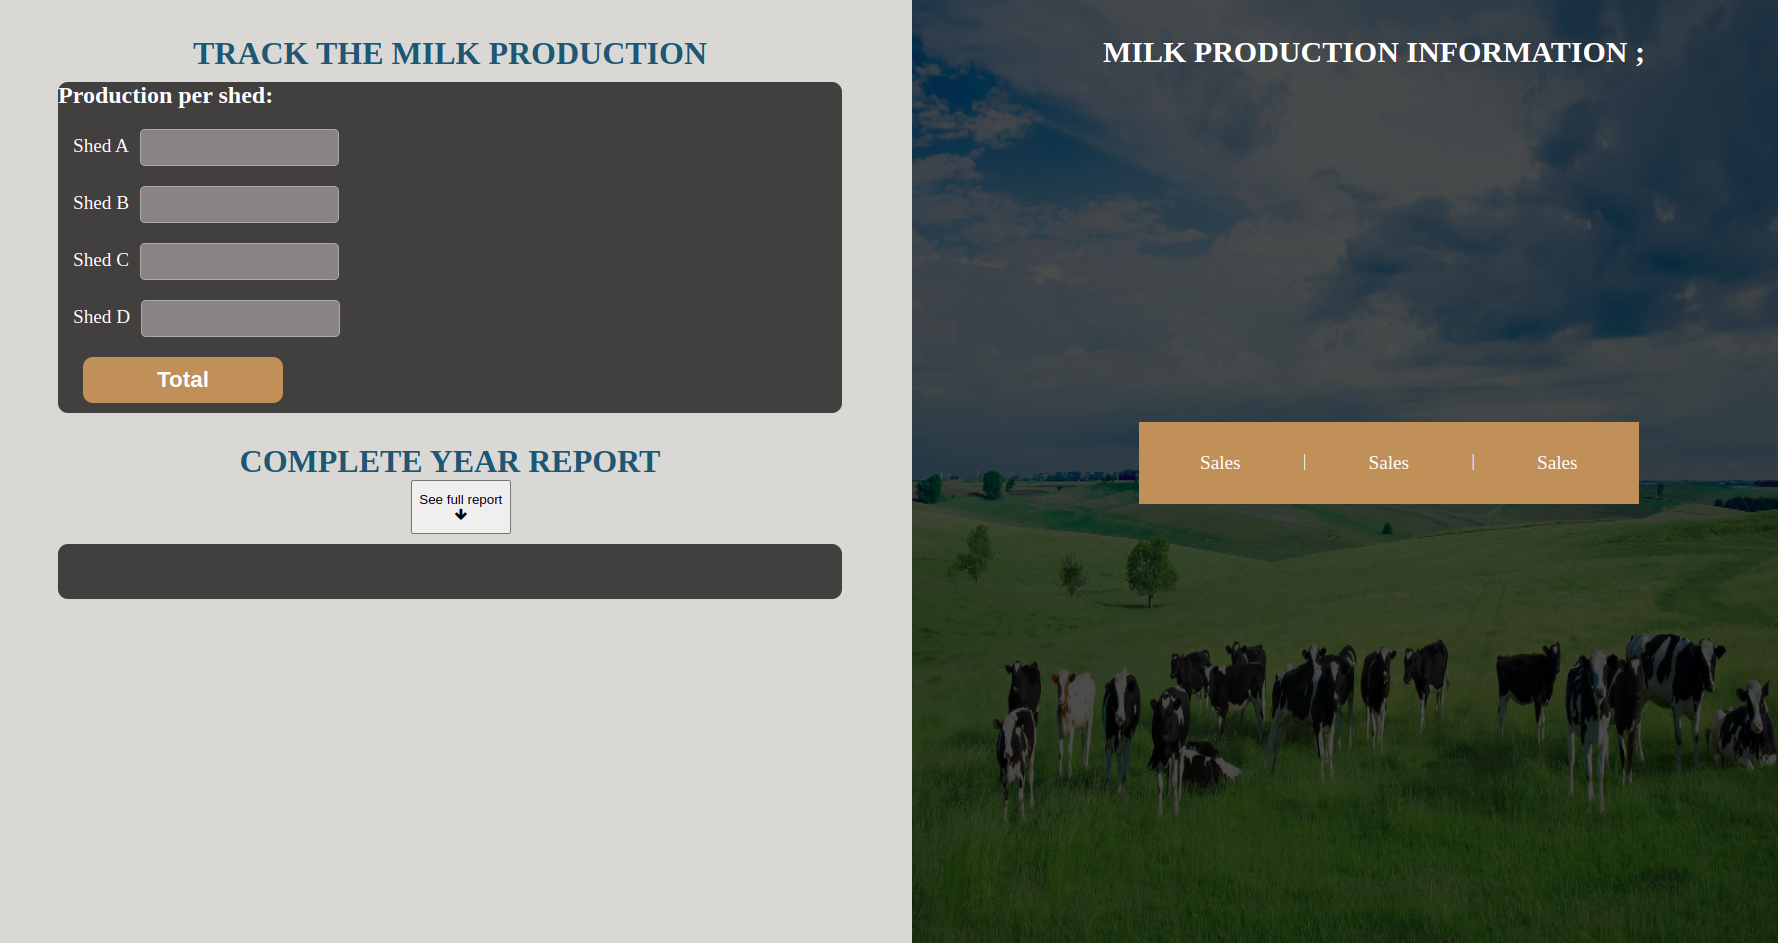 TRACK THE MILK PRODUCTION
Production per shed:
Shed A
Shed B
Shed C
Shed D
Total
COMPLETE YEAR REPORT
See full report
MILK PRODUCTION INFORMATION ;
Sales | Sales | Sales